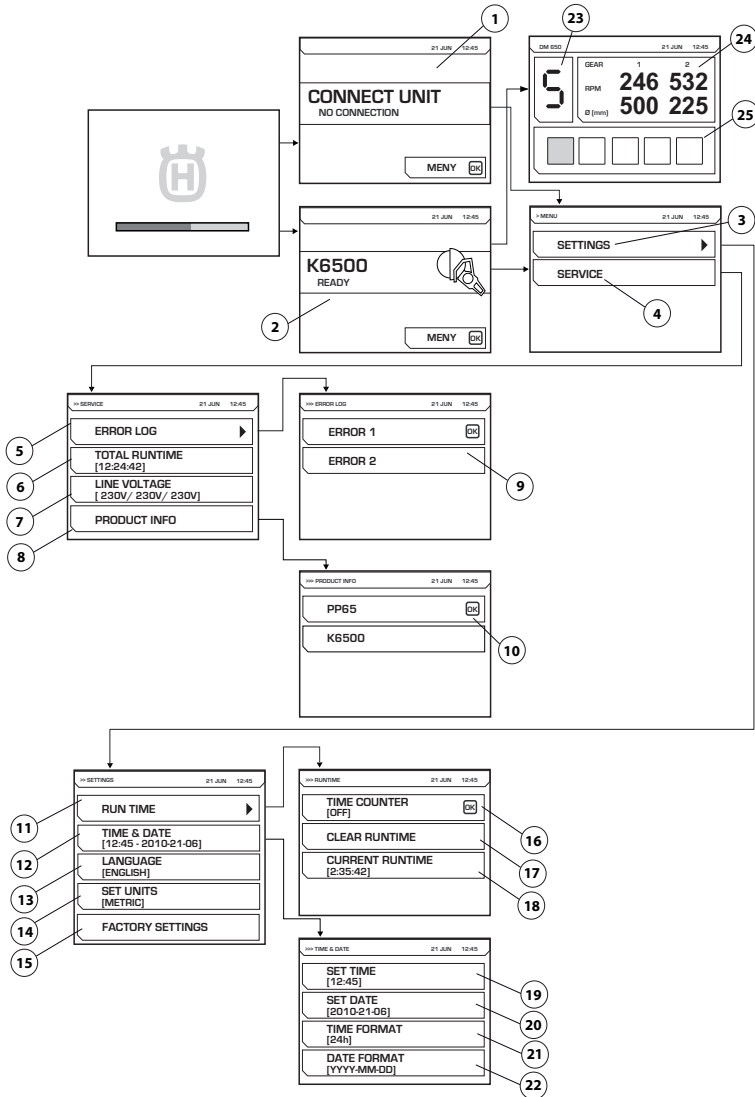 1
21 JUN 12:45
CONNECT UNIT
NO CONNECTION
MENY OK
23
24
25
DM 650 21 JUN 12:45
GEAR 1 2
RPM 246 532
Ø (mm) 500 225
5
H
21 JUN 12:45
K6500
READY
2
MENY OK
> MENU 21 JUN 12:45
SETTINGS
3
SERVICE
4
>> SERVICE 21 JUN 12:45
5
ERROR LOG
6
TOTAL RUNTIME
[12:24:42]
7
LINE VOLTAGE
[ 230V/ 230V/ 230V]
8
PRODUCT INFO
>>> ERROR LOG 21 JUN 12:45
ERROR 1 OK
ERROR 2
9
>>> PRODUCT INFO 21 JUN 12:45
PP65 OK
10
K6500
>> SETTINGS 21 JUN 12:45
11
RUN TIME
12
TIME & DATE
[12:45 - 2010-21-06]
13
LANGUAGE
[ENGLISH]
14
SET UNITS
[METRIC]
15
FACTORY SETTINGS
>>> RUNTIME 21 JUN 12:45
TIME COUNTER
[OFF] OK
16
CLEAR RUNTIME
17
CURRENT RUNTIME
[2:35:42]
18
>>> TIME & DATE 21 JUN 12:45
SET TIME
[12:45]
19
SET DATE
[2010-21-06]
20
TIME FORMAT
[24h]
21
DATE FORMAT
[YYYY-MM-DD]
22